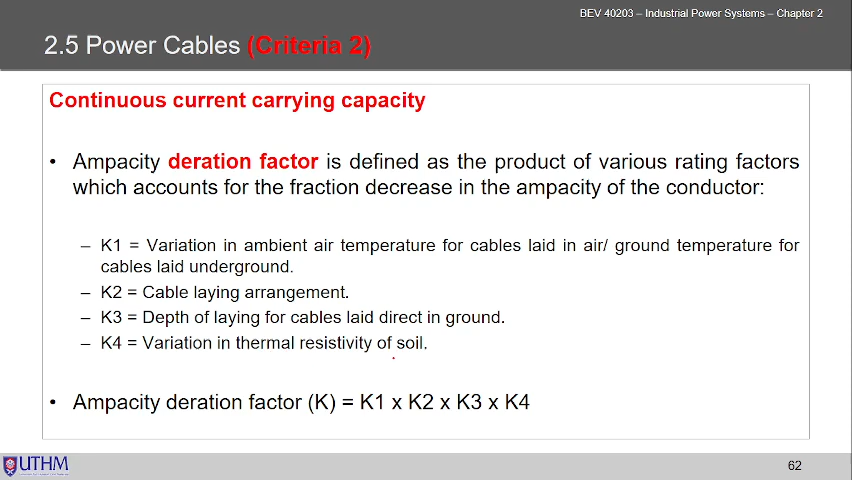 BEV 40203 – Industrial Power Systems – Chapter 2
2.5 Power Cables (Criteria 2)
Continuous current carrying capacity
• Ampacity deration factor is defined as the product of various rating factors
which accounts for the fraction decrease in the ampacity of the conductor:
– K1 = Variation in ambient air temperature for cables laid in air/ ground temperature for
cables laid underground.
– K2 = Cable laying arrangement.
– K3 = Depth of laying for cables laid direct in ground.
– K4 = Variation in thermal resistivity of soil.
• Ampacity deration factor (K) = K1 x K2 x K3 x K4
UTHM
62